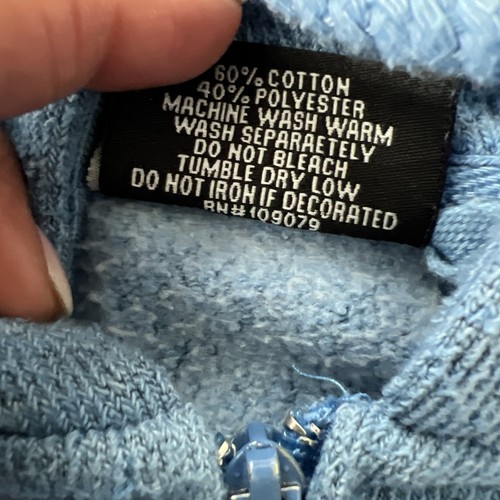 60% COTTON
40% POLYESTER
MACHINE WASH WARM
WASH SEPARAETELY
DO NOT BLEACH
TUMBLE DRY LOW
DO NOT IRON IF DECORATED
RN#109079